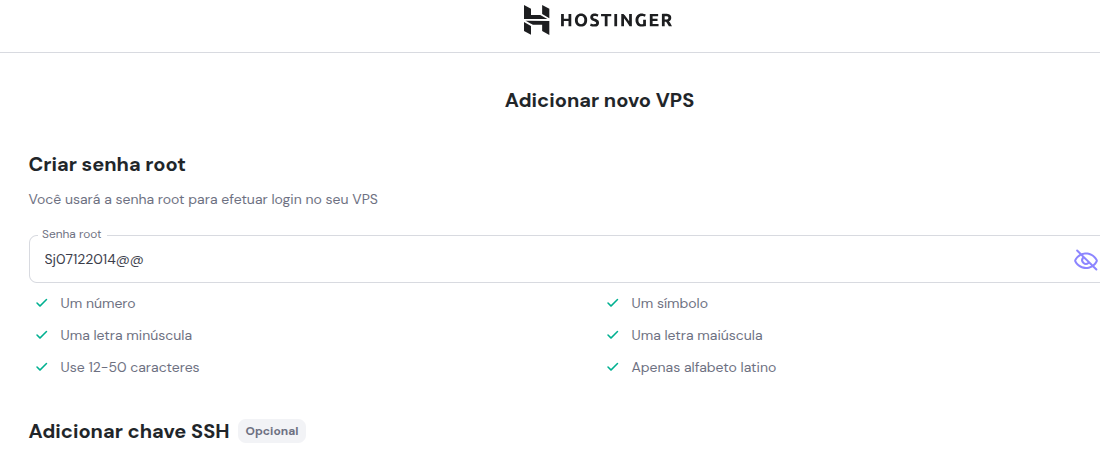 HOSTINGER
Adicionar novo VPS
Criar senha root
Você usará a senha root para efetuar login no seu VPS
Senha root
Sj07122014@@
Um número
Um símbolo
Uma letra minúscula
Uma letra maiúscula
Use 12-50 caracteres
Apenas alfabeto latino
Adicionar chave SSH Opcional